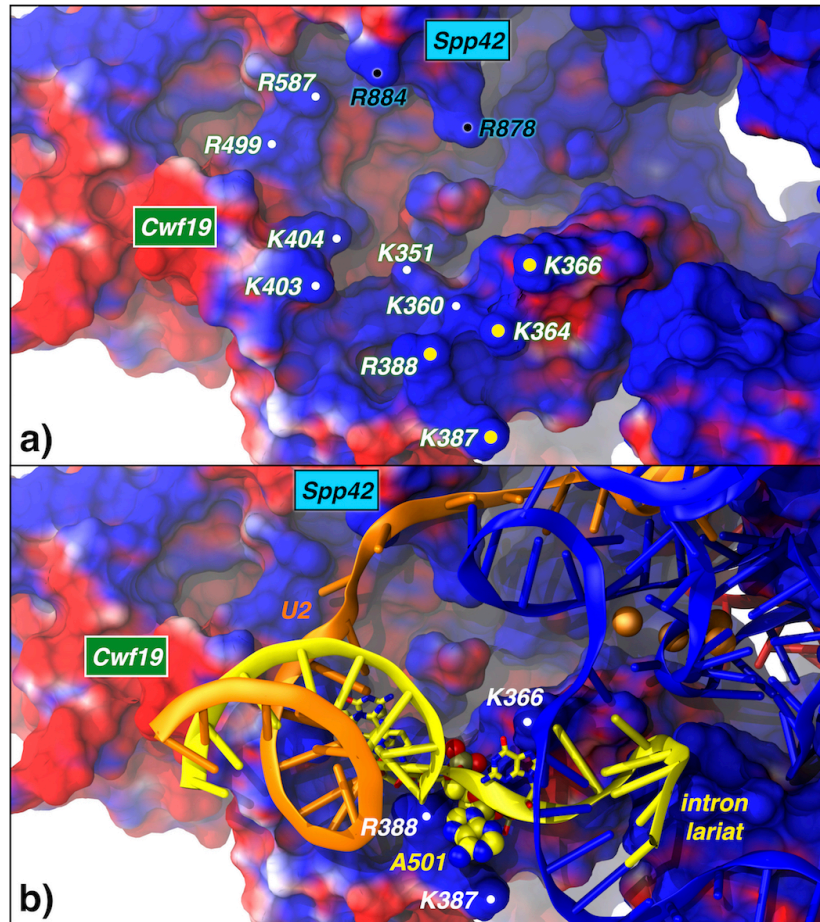 Spp42
R587
R884
R878
R499
Cwf19
K404
K351
K366
K403
K360
K364
R388
K387
a)
Spp42
U2
Cwf19
K366
R388
A501
intron
lariat
K387
b)